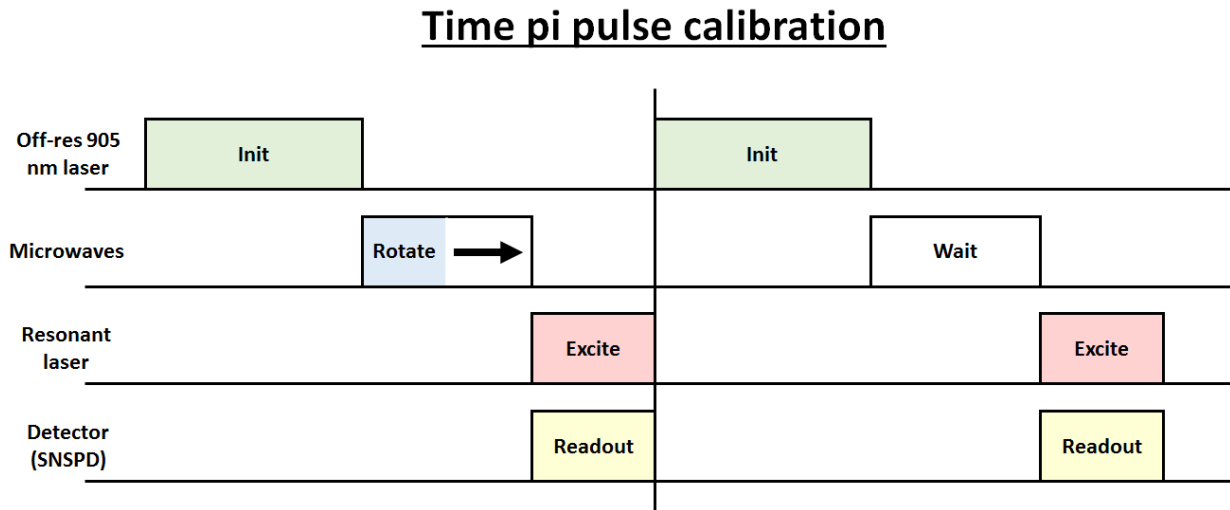 Time pi pulse calibration
Off-res 905
nm laser
Init
Init
Microwaves
Rotate
Wait
Resonant
laser
Excite
Excite
Detector
(SNSPD)
Readout
Readout